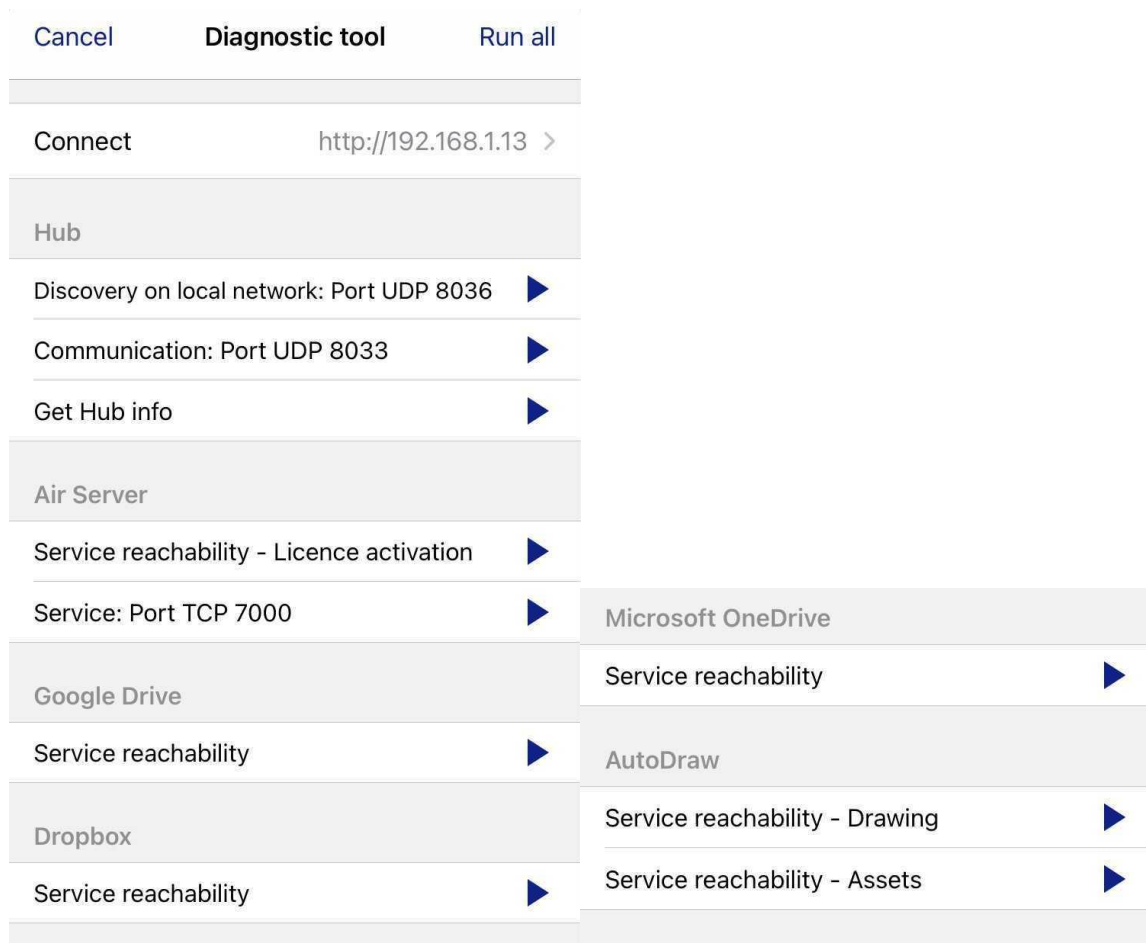 Cancel Diagnostic tool Run all
Connect http://192.168.1.13
Hub
Discovery on local network: Port UDP 8036
Communication: Port UDP 8033
Get Hub info
Air Server
Service reachability - Licence activation
Service: Port TCP 7000
Google Drive
Service reachability
Dropbox
Service reachability
Microsoft OneDrive
Service reachability
AutoDraw
Service reachability - Drawing
Service reachability - Assets